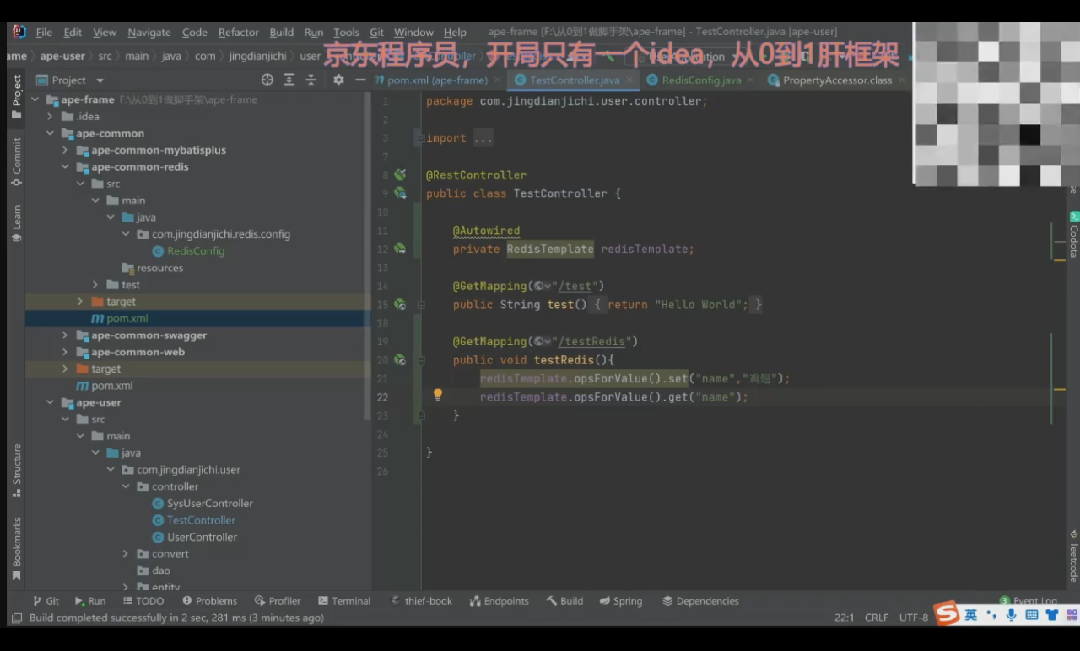 File Edit View Navigate Code Refactor Build Run Tools Git Window Help ape-frame [F:\从0到1做脚手架\ape-frame] - TestController.java [ape-user]
京东程序员，开局只有一个idea，从0到1肝框架
ame ape-user src main java com jingdianjichi user
Project pom.xml (ape-frame) TestController.java RedisConfig.java PropertyAccessor.class
ape-frame F:\从0到1做脚手架\ape-frame
.idea
ape-common
ape-common-mybatisplus
ape-common-redis
src
main
java
com.jingdianjichi.redis.config
RedisConfig
resources
test
target
pom.xml
ape-common-swagger
ape-common-web
target
pom.xml
ape-user
src
main
java
com.jingdianjichi.user
controller
SysUserController
TestController
UserController
convert
dao
entity
Project
Commit
Learn
Structure
Bookmarks
1 package com.jingdianjichi.user.controller;
2
3 import ...
7
8 @RestController
9 public class TestController {
10
11 @Autowired
12 private RedisTemplate redisTemplate;
13
14 @GetMapping("/test")
15 public String test() { return "Hello World"; }
18
19 @GetMapping("/testRedis")
20 public void testRedis(){
21 redisTemplate.opsForValue().set("name","鸡翅");
22 redisTemplate.opsForValue().get("name");
23 }
24
25 }
26
Codota
leetcode
Git Run TODO Problems Profiler Terminal thief-book Endpoints Build Spring Dependencies 3 Event Log
Build completed successfully in 2 sec, 281 ms (3 minutes ago) 22:1 CRLF UTF-8 英